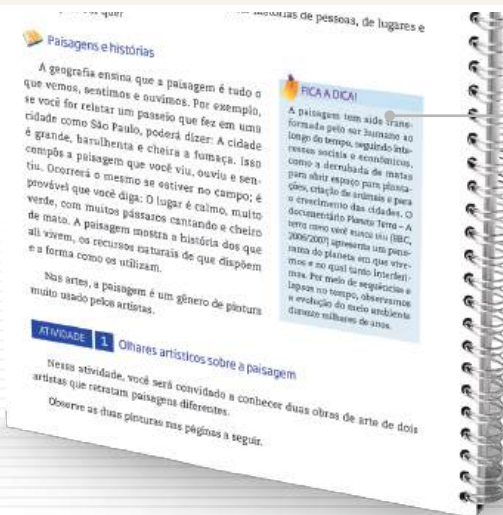 histórias de pessoas, de lugares e
Paisagens e histórias
A geografia ensina que a paisagem é tudo o
que vemos, sentimos e ouvimos. Por exemplo,
se você for relatar um passeio que fez em uma
cidade como São Paulo, poderá dizer: A cidade
é grande, barulhenta e cheira a fumaça. Isso
compôs a paisagem que você viu, ouviu e sen-
tiu. Ocorrerá o mesmo se estiver no campo; é
provável que você diga: O lugar é calmo, muito
verde, com muitos pássaros cantando e cheiro
de mato. A paisagem mostra a história dos que
ali vivem, os recursos naturais de que dispõem
e a forma como os utilizam.
Nas artes, a paisagem é um gênero de pintura
muito usado pelos artistas.
FICA A DICA!
A paisagem tem sido trans-
formada pelo ser humano ao
longo do tempo, seguindo inte-
resses sociais e econômicos,
como a derrubada de matas
para abrir espaço para planta-
ções, criação de animais e para
o crescimento das cidades. O
documentário Planeta Terra – A
terra como você nunca viu (BBC,
2006/2007) apresenta um pano-
rama do planeta em que vive-
mos e no qual tanto interferi-
mos. Por meio de sequências e
lapsos no tempo, observamos
a evolução do meio ambiente
durante milhares de anos.
ATIVIDADE 1 Olhares artísticos sobre a paisagem
Nessa atividade, você será convidado a conhecer duas obras de arte de dois
artistas que retratam paisagens diferentes.
Observe as duas pinturas nas páginas a seguir.